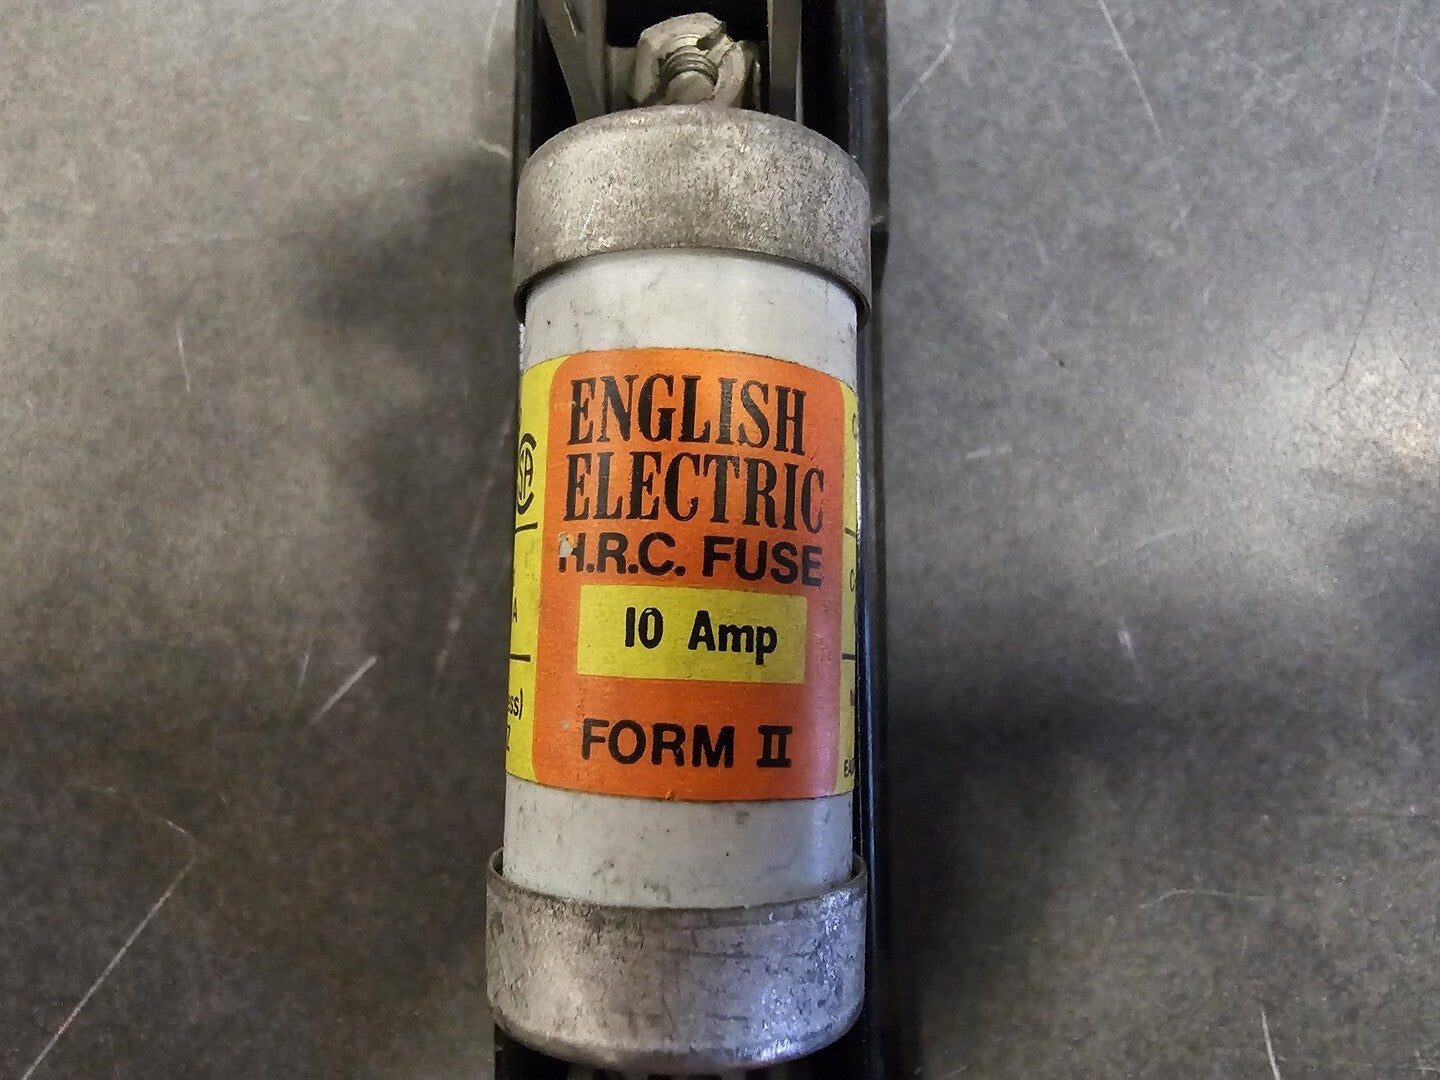 ENGLISH
ELECTRIC
H.R.C. FUSE
10 Amp
FORM II